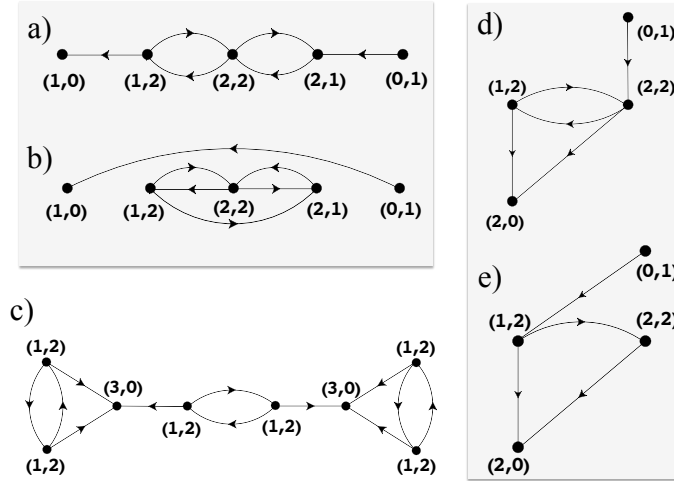 a)
(1,0) (1,2) (2,2) (2,1) (0,1)
b)
(1,0) (1,2) (2,2) (2,1) (0,1)
c)
(1,2) (1,2)
(3,0) (3,0)
(1,2) (1,2)
(1,2) (1,2)
d)
(0,1)
(1,2) (2,2)
(2,0)
e)
(0,1)
(1,2) (2,2)
(2,0)